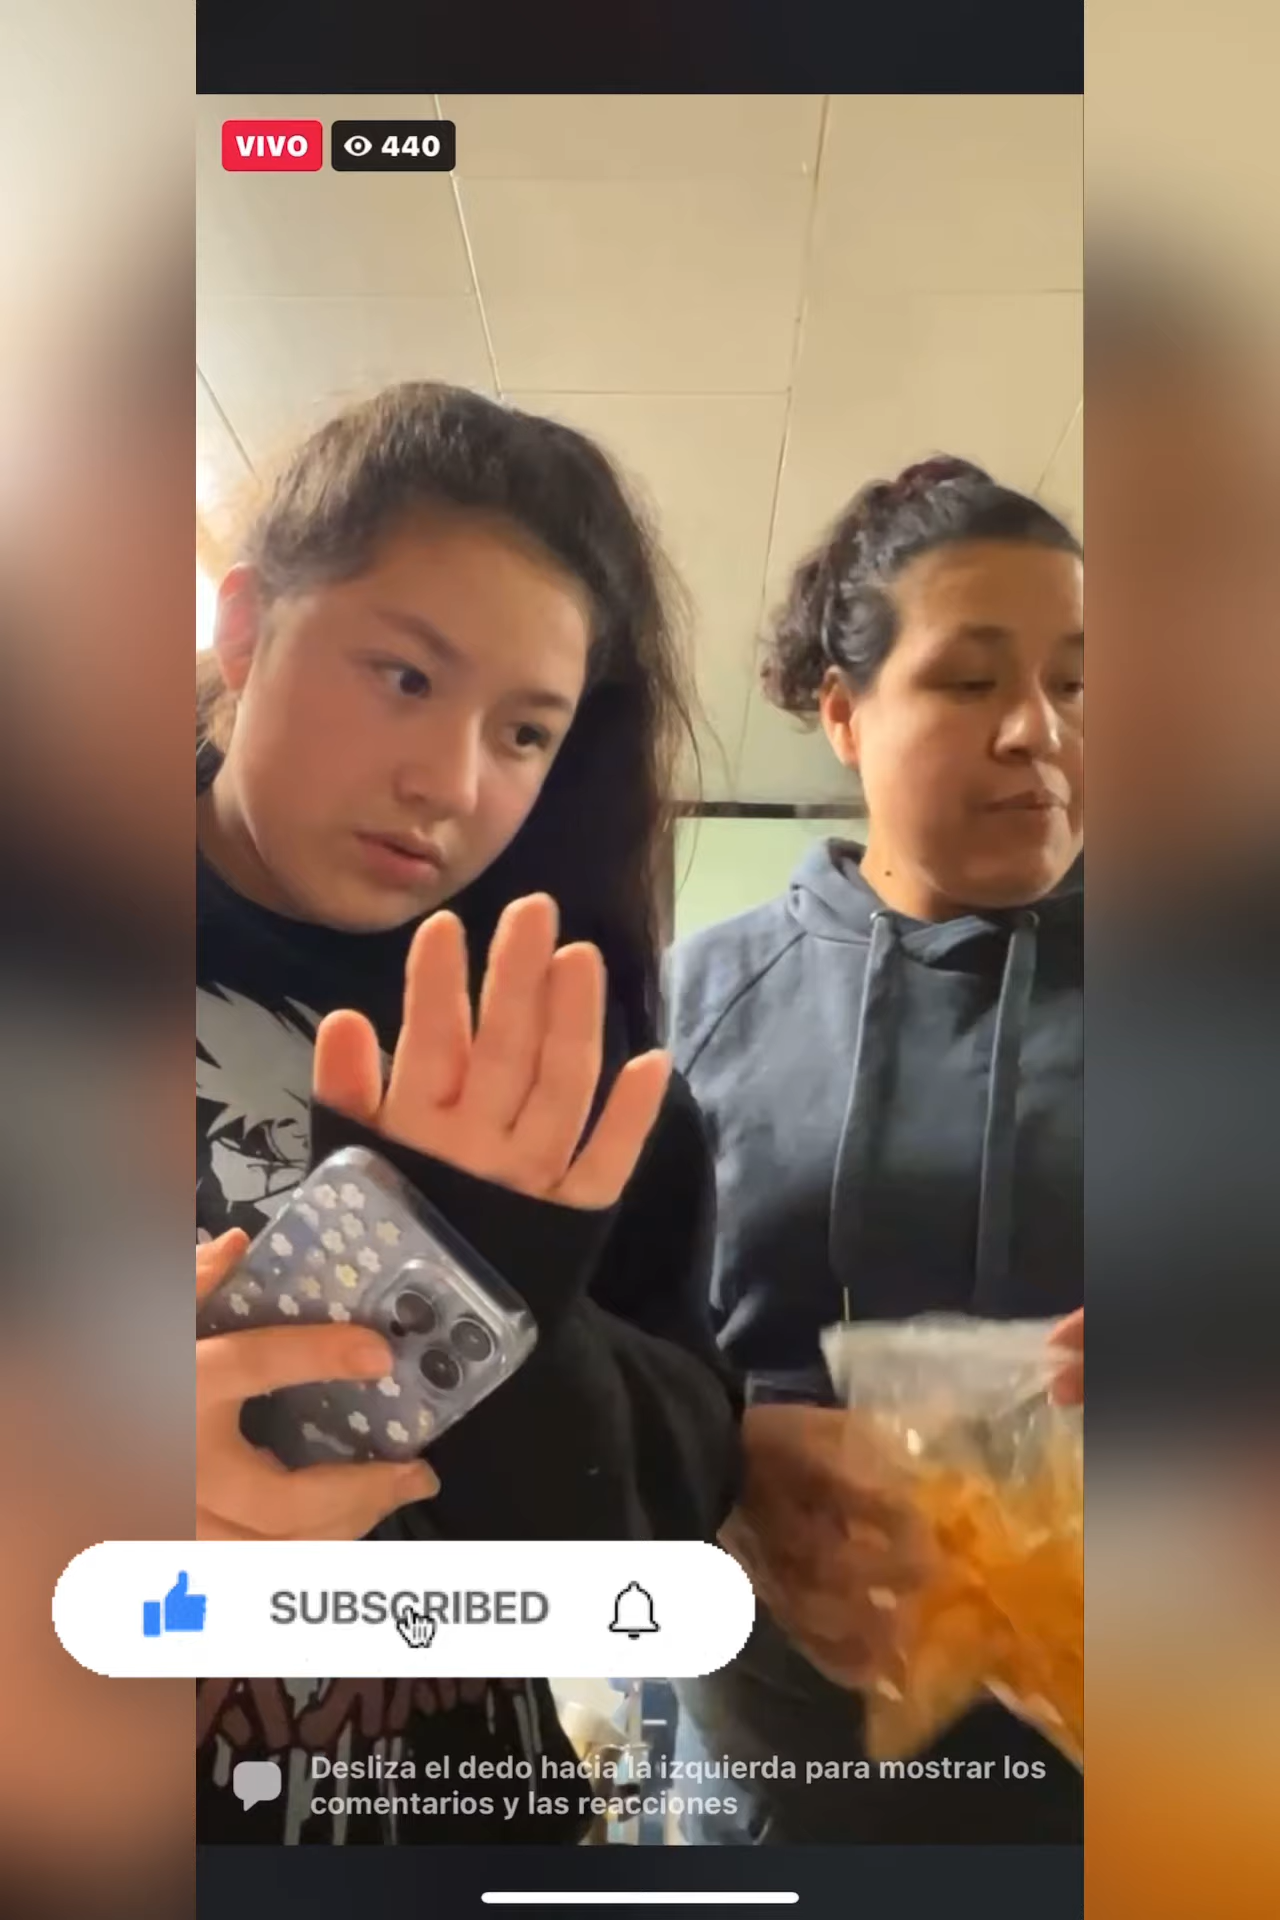 VIVO 440
SUBSCRIBED
Desliza el dedo hacia la izquierda para mostrar los
comentarios y las reacciones